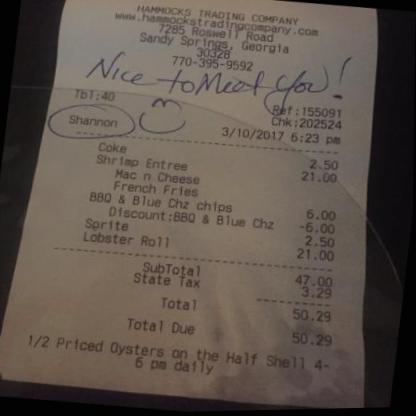 HAMMOCKS TRADING COMPANY
www.hammockstradingcompany.com
7285 Roswell Road
Sandy Springs, Georgia
30328
770-395-9592
Nice to Meet you!
Tbl:40 Ref:155091
Chk:202524
Shannon 3/10/2017 6:23 pm
Coke 2.50
Shrimp Entree 21.00
Mac n Cheese
French Fries
BBQ & Blue Chz chips 6.00
Discount:BBQ & Blue Chz -6.00
Sprite 2.50
Lobster Roll 21.00
SubTotal 47.00
State Tax 3.29
Total 50.29
Total Due 50.29
1/2 Priced Oysters on the Half Shell 4-
6 pm daily